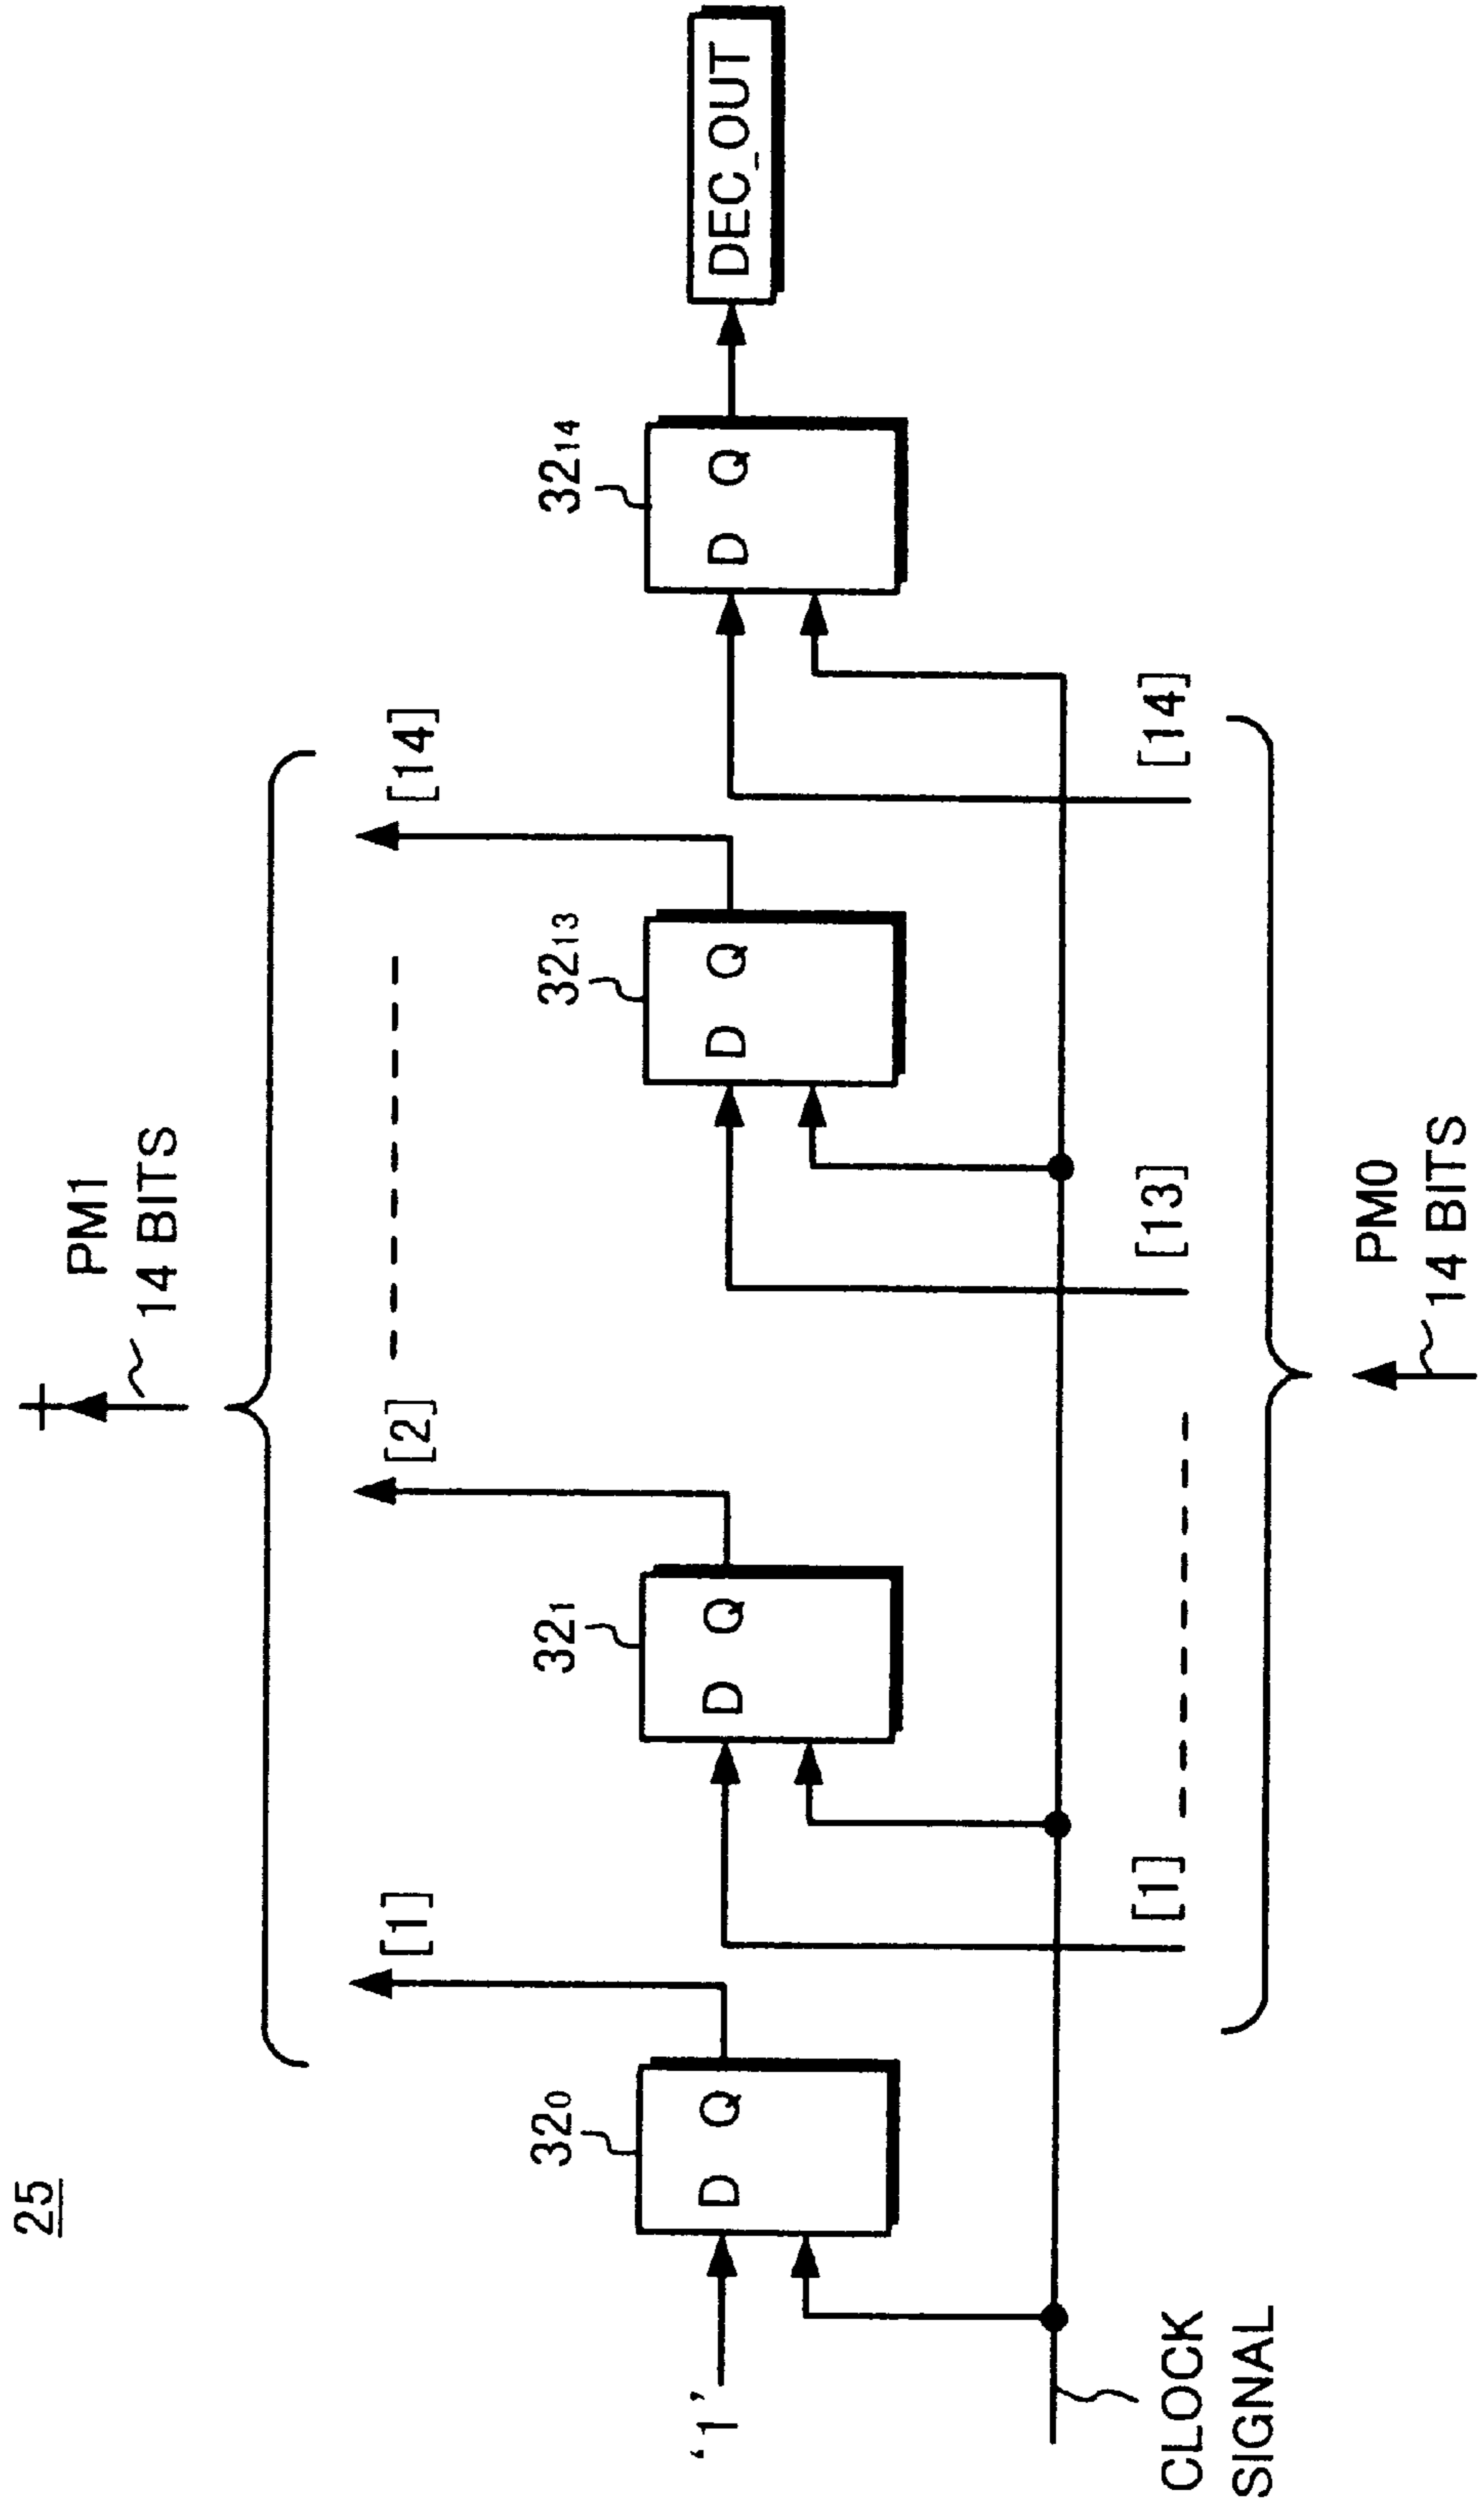 25
PM1
14 BITS
[1]
[2]
[14]
32₀
32₁
32₁₃
32₁₄
'1'
D Q
D Q
D Q
D Q
DEC_OUT
CLOCK
SIGNAL
[1]
[13]
[14]
PM0
14 BITS